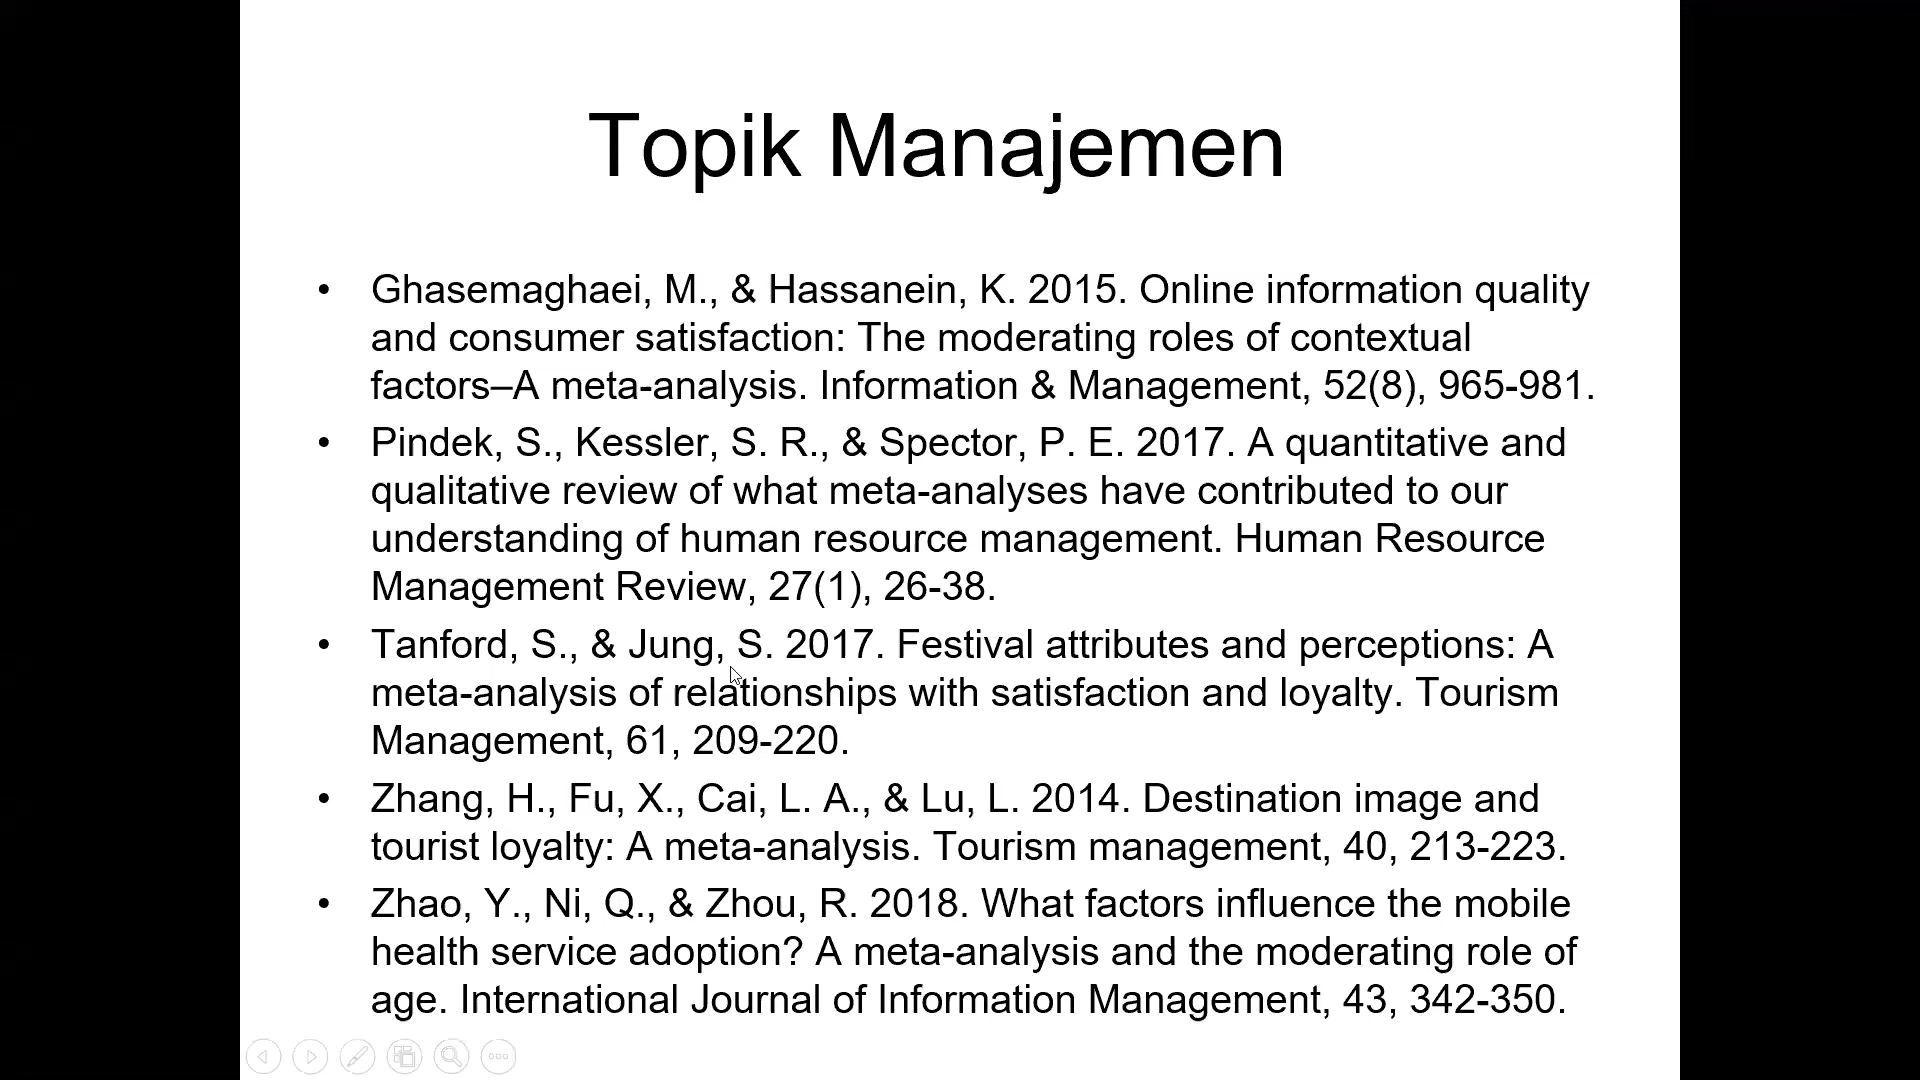 Topik Manajemen
• Ghasemaghaei, M., & Hassanein, K. 2015. Online information quality
and consumer satisfaction: The moderating roles of contextual
factors–A meta-analysis. Information & Management, 52(8), 965-981.
• Pindek, S., Kessler, S. R., & Spector, P. E. 2017. A quantitative and
qualitative review of what meta-analyses have contributed to our
understanding of human resource management. Human Resource
Management Review, 27(1), 26-38.
• Tanford, S., & Jung, S. 2017. Festival attributes and perceptions: A
meta-analysis of relationships with satisfaction and loyalty. Tourism
Management, 61, 209-220.
• Zhang, H., Fu, X., Cai, L. A., & Lu, L. 2014. Destination image and
tourist loyalty: A meta-analysis. Tourism management, 40, 213-223.
• Zhao, Y., Ni, Q., & Zhou, R. 2018. What factors influence the mobile
health service adoption? A meta-analysis and the moderating role of
age. International Journal of Information Management, 43, 342-350.